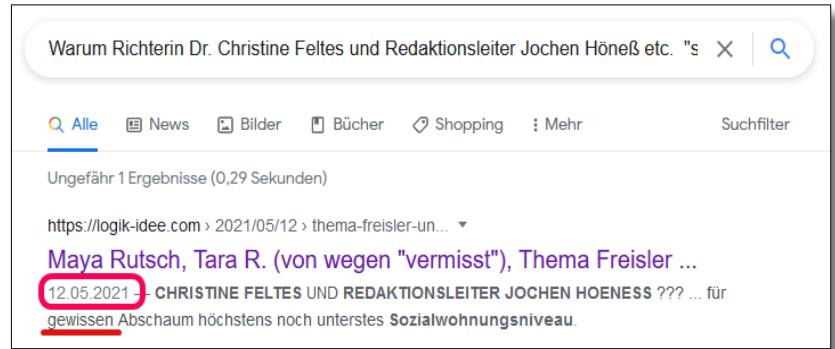 Warum Richterin Dr. Christine Feltes und Redaktionsleiter Jochen Höneß etc. "s
Alle News Bilder Bücher Shopping Mehr Suchfilter
Ungefähr 1 Ergebnisse (0,29 Sekunden)
https://logik-idee.com › 2021/05/12 › thema-freisler-un...
Maya Rutsch, Tara R. (von wegen "vermisst"), Thema Freisler ...
12.05.2021 — CHRISTINE FELTES UND REDAKTIONSLEITER JOCHEN HOENESS ??? ... für
gewissen Abschaum höchstens noch unterstes Sozialwohnungsniveau.